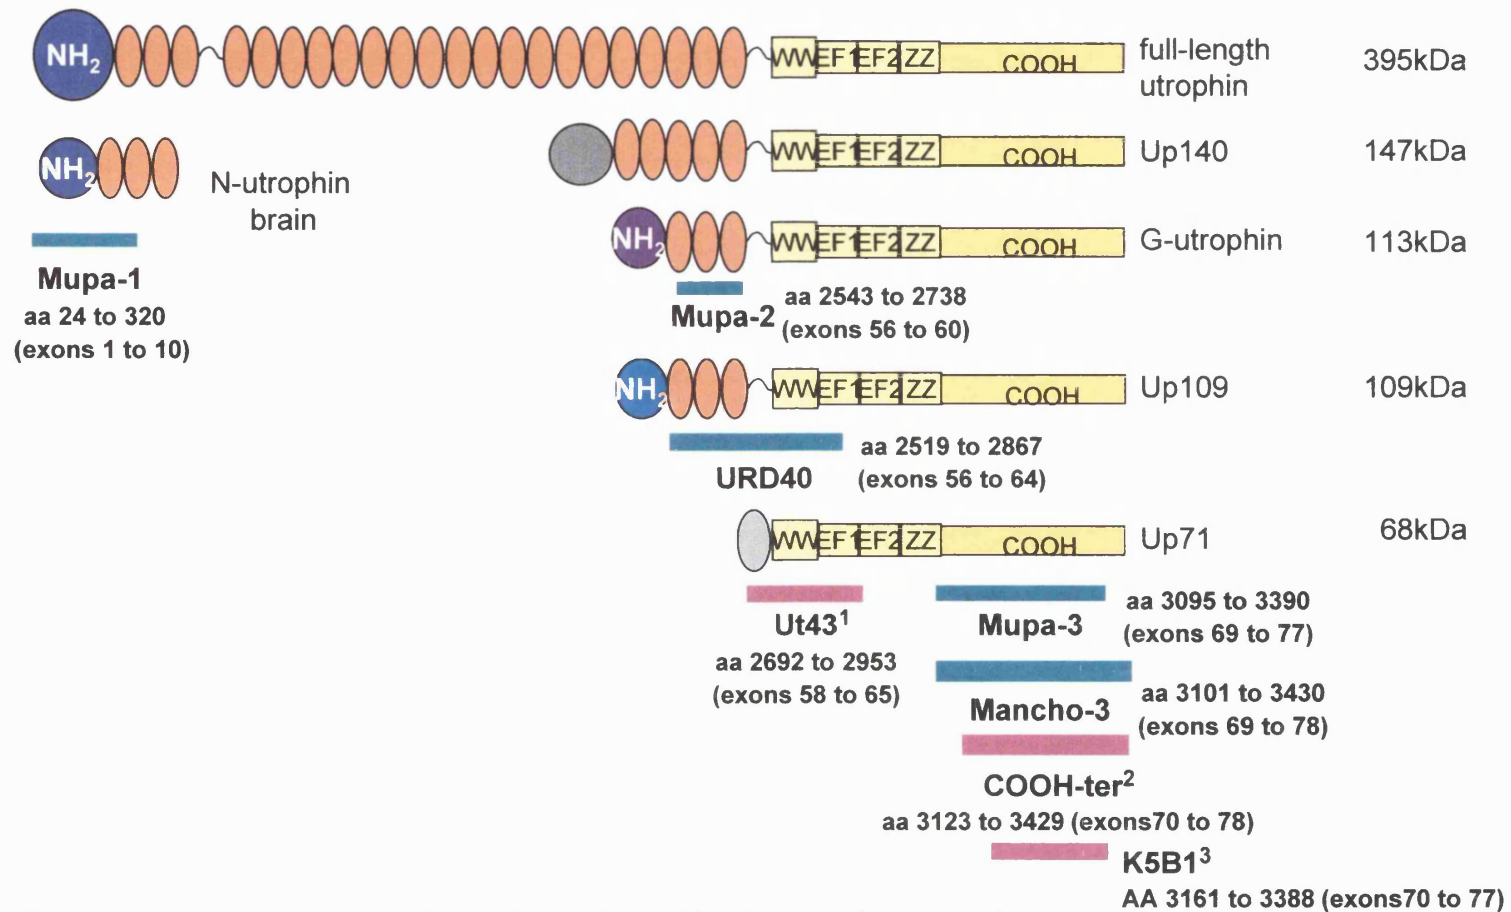 NH2 WW EF1 EF2 ZZ COOH full-length utrophin 395kDa
WW EF1 EF2 ZZ COOH Up140 147kDa
NH2 N-utrophin
brain
NH2 WW EF1 EF2 ZZ COOH G-utrophin 113kDa
Mupa-1
aa 24 to 320
(exons 1 to 10)
Mupa-2 aa 2543 to 2738
(exons 56 to 60)
NH2 WW EF1 EF2 ZZ COOH Up109 109kDa
URD40 aa 2519 to 2867
(exons 56 to 64)
WW EF1 EF2 ZZ COOH Up71 68kDa
Ut43¹
aa 2692 to 2953
(exons 58 to 65)
Mupa-3 aa 3095 to 3390
(exons 69 to 77)
Mancho-3 aa 3101 to 3430
(exons 69 to 78)
COOH-ter²
aa 3123 to 3429 (exons70 to 78)
K5B1³
AA 3161 to 3388 (exons70 to 77)